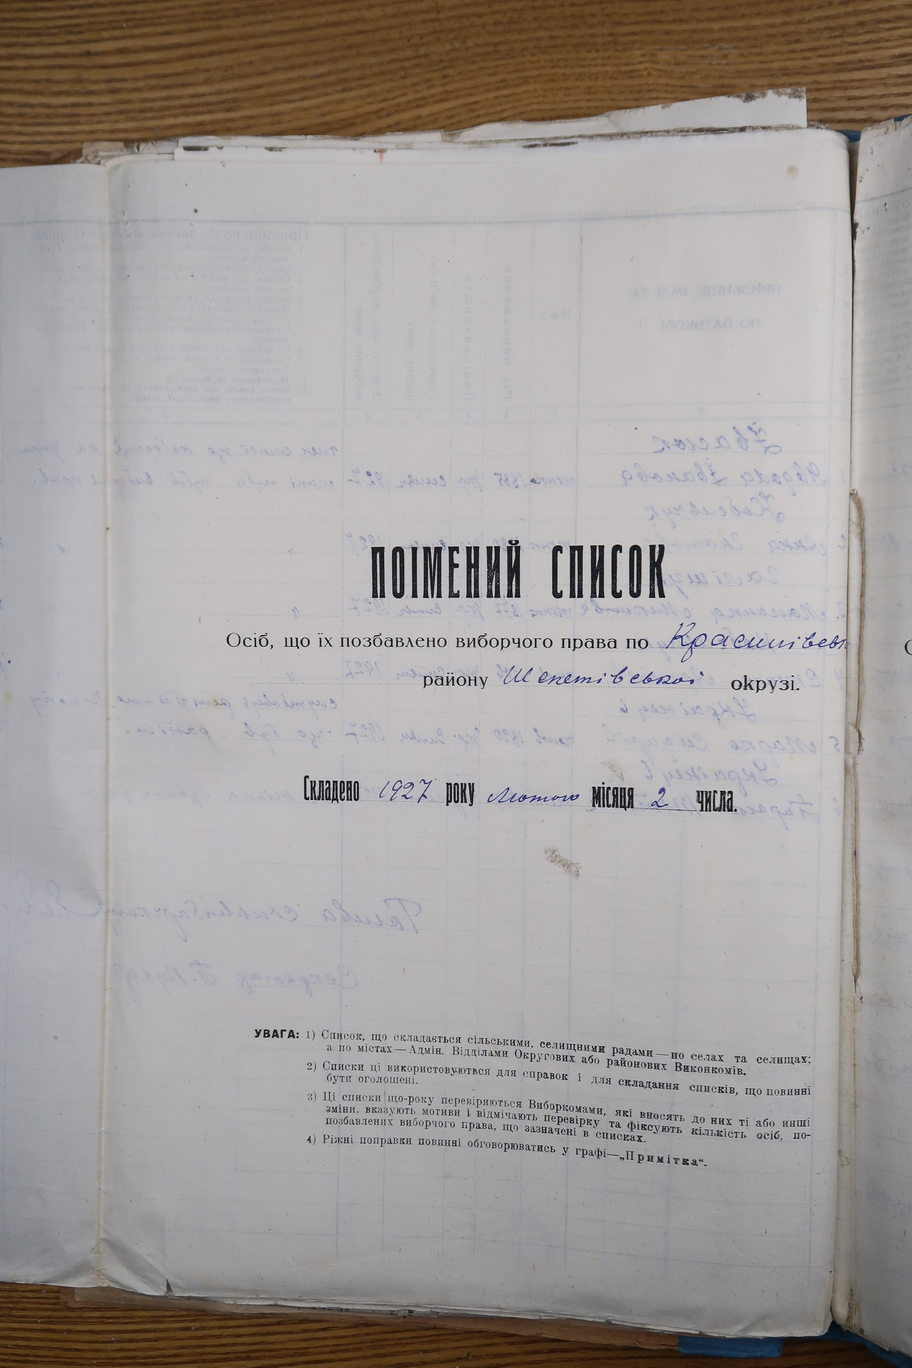 ПОІМЕНИЙ СПИСОК
Осіб, що їх позбавлено виборчого права по Красилівськ
району Шепетівської окрузі.
Складено 1927 року Лютого місяця 2 числа.
УВАГА: 1) Список, що складається сільськими, селищними радами—по селах та селищах;
а по містах—Адмін. Відділами Округових або районових Виконкомів.
2) Списки ці використовуються для справок і для складання списків, що повинні
бути оголошені.
3) Ці списки що-року перевіряються Виборкомами, які вносять до них ті або инші
зміни, вказують мотиви і відмічають перевірку та фіксують кількість осіб, по-
позбавлених виборчого права, що зазначені в списках.
4) Ріжні поправки повинні обговорюватись у графі—„Примітка“.